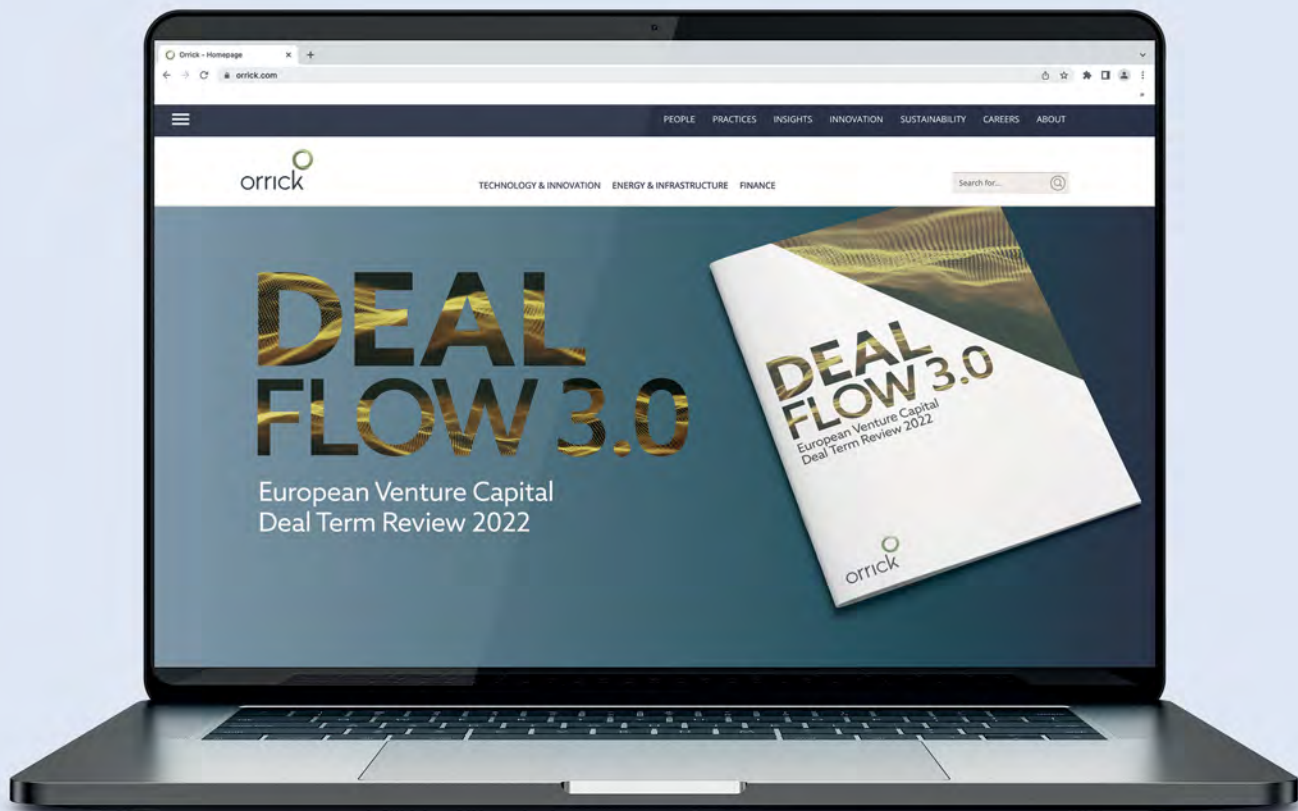 Orrick - Homepage
orrick.com
PEOPLE PRACTICES INSIGHTS INNOVATION SUSTAINABILITY CAREERS ABOUT
orrick
TECHNOLOGY & INNOVATION ENERGY & INFRASTRUCTURE FINANCE
Search for...
DEAL
FLOW 3.0
European Venture Capital
Deal Term Review 2022
DEAL
FLOW 3.0
European Venture Capital
Deal Term Review 2022
orrick